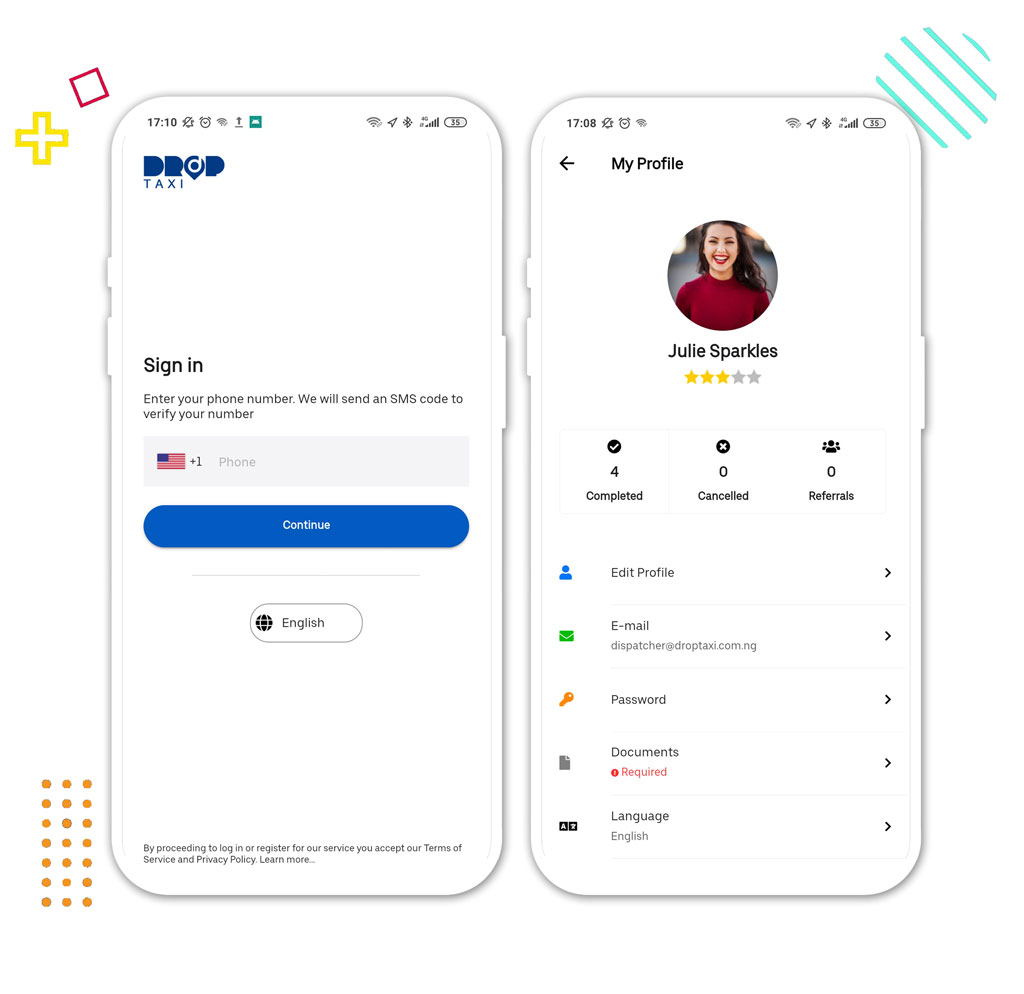 17:10
4G
35
DROP
TAXI
Sign in
Enter your phone number. We will send an SMS code to
verify your number
+1 Phone
Continue
English
By proceeding to log in or register for our service you accept our Terms of
Service and Privacy Policy. Learn more...
17:08
4G
35
My Profile
Julie Sparkles
4
Completed
0
Cancelled
0
Referrals
Edit Profile
E-mail
dispatcher@droptaxi.com.ng
Password
Documents
Required
Language
English